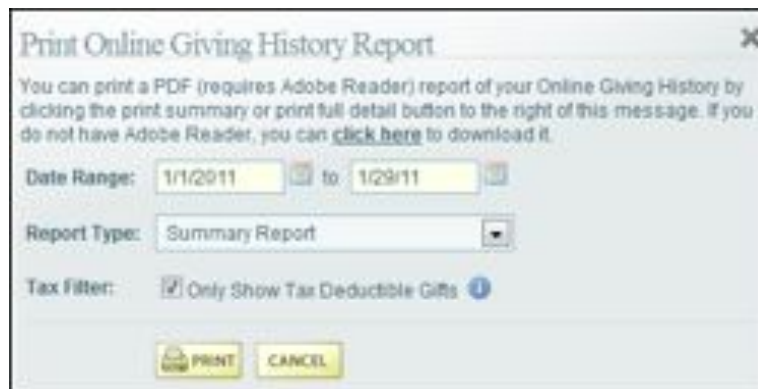 Print Online Giving History Report
You can print a PDF (requires Adobe Reader) report of your Online Giving History by
clicking the print summary or print full detail button to the right of this message. If you
do not have Adobe Reader, you can click here to download it.
Date Range: 1/1/2011 to 1/29/11
Report Type: Summary Report
Tax Filter: Only Show Tax Deductible Gifts
PRINT CANCEL